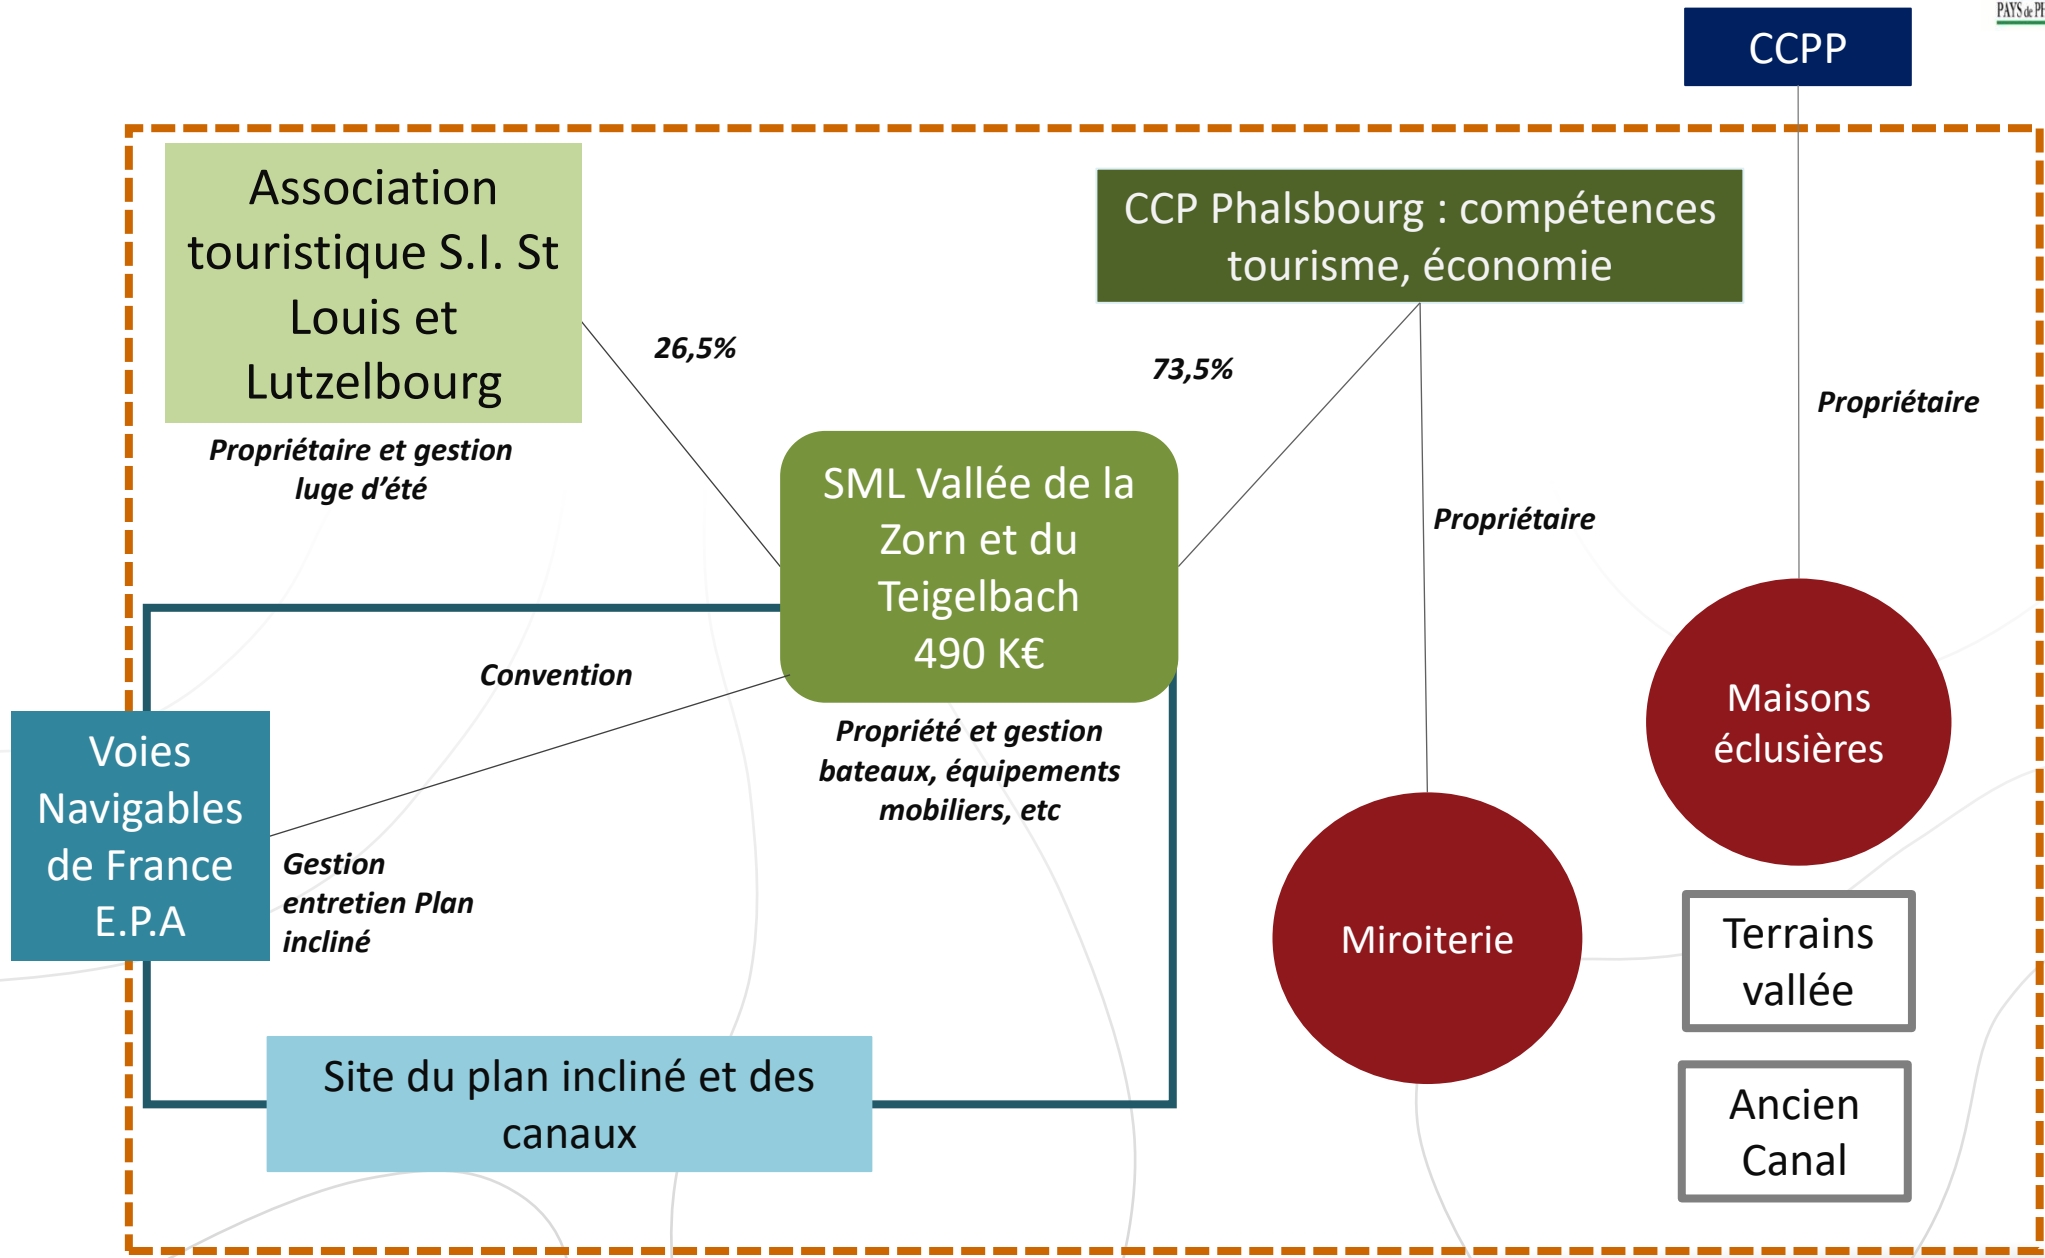 PAYS de PH
CCPP
Association
touristique S.I. St
Louis et
Lutzelbourg
CCP Phalsbourg : compétences
tourisme, économie
26,5%
73,5%
Propriétaire
Propriétaire et gestion
luge d’été
SML Vallée de la
Zorn et du
Teigelbach
490 K€
Propriétaire
Convention
Maisons
éclusières
Propriété et gestion
bateaux, équipements
mobiliers, etc
Voies
Navigables
de France
E.P.A
Gestion
entretien Plan
incliné
Miroiterie
Terrains
vallée
Site du plan incliné et des
canaux
Ancien
Canal